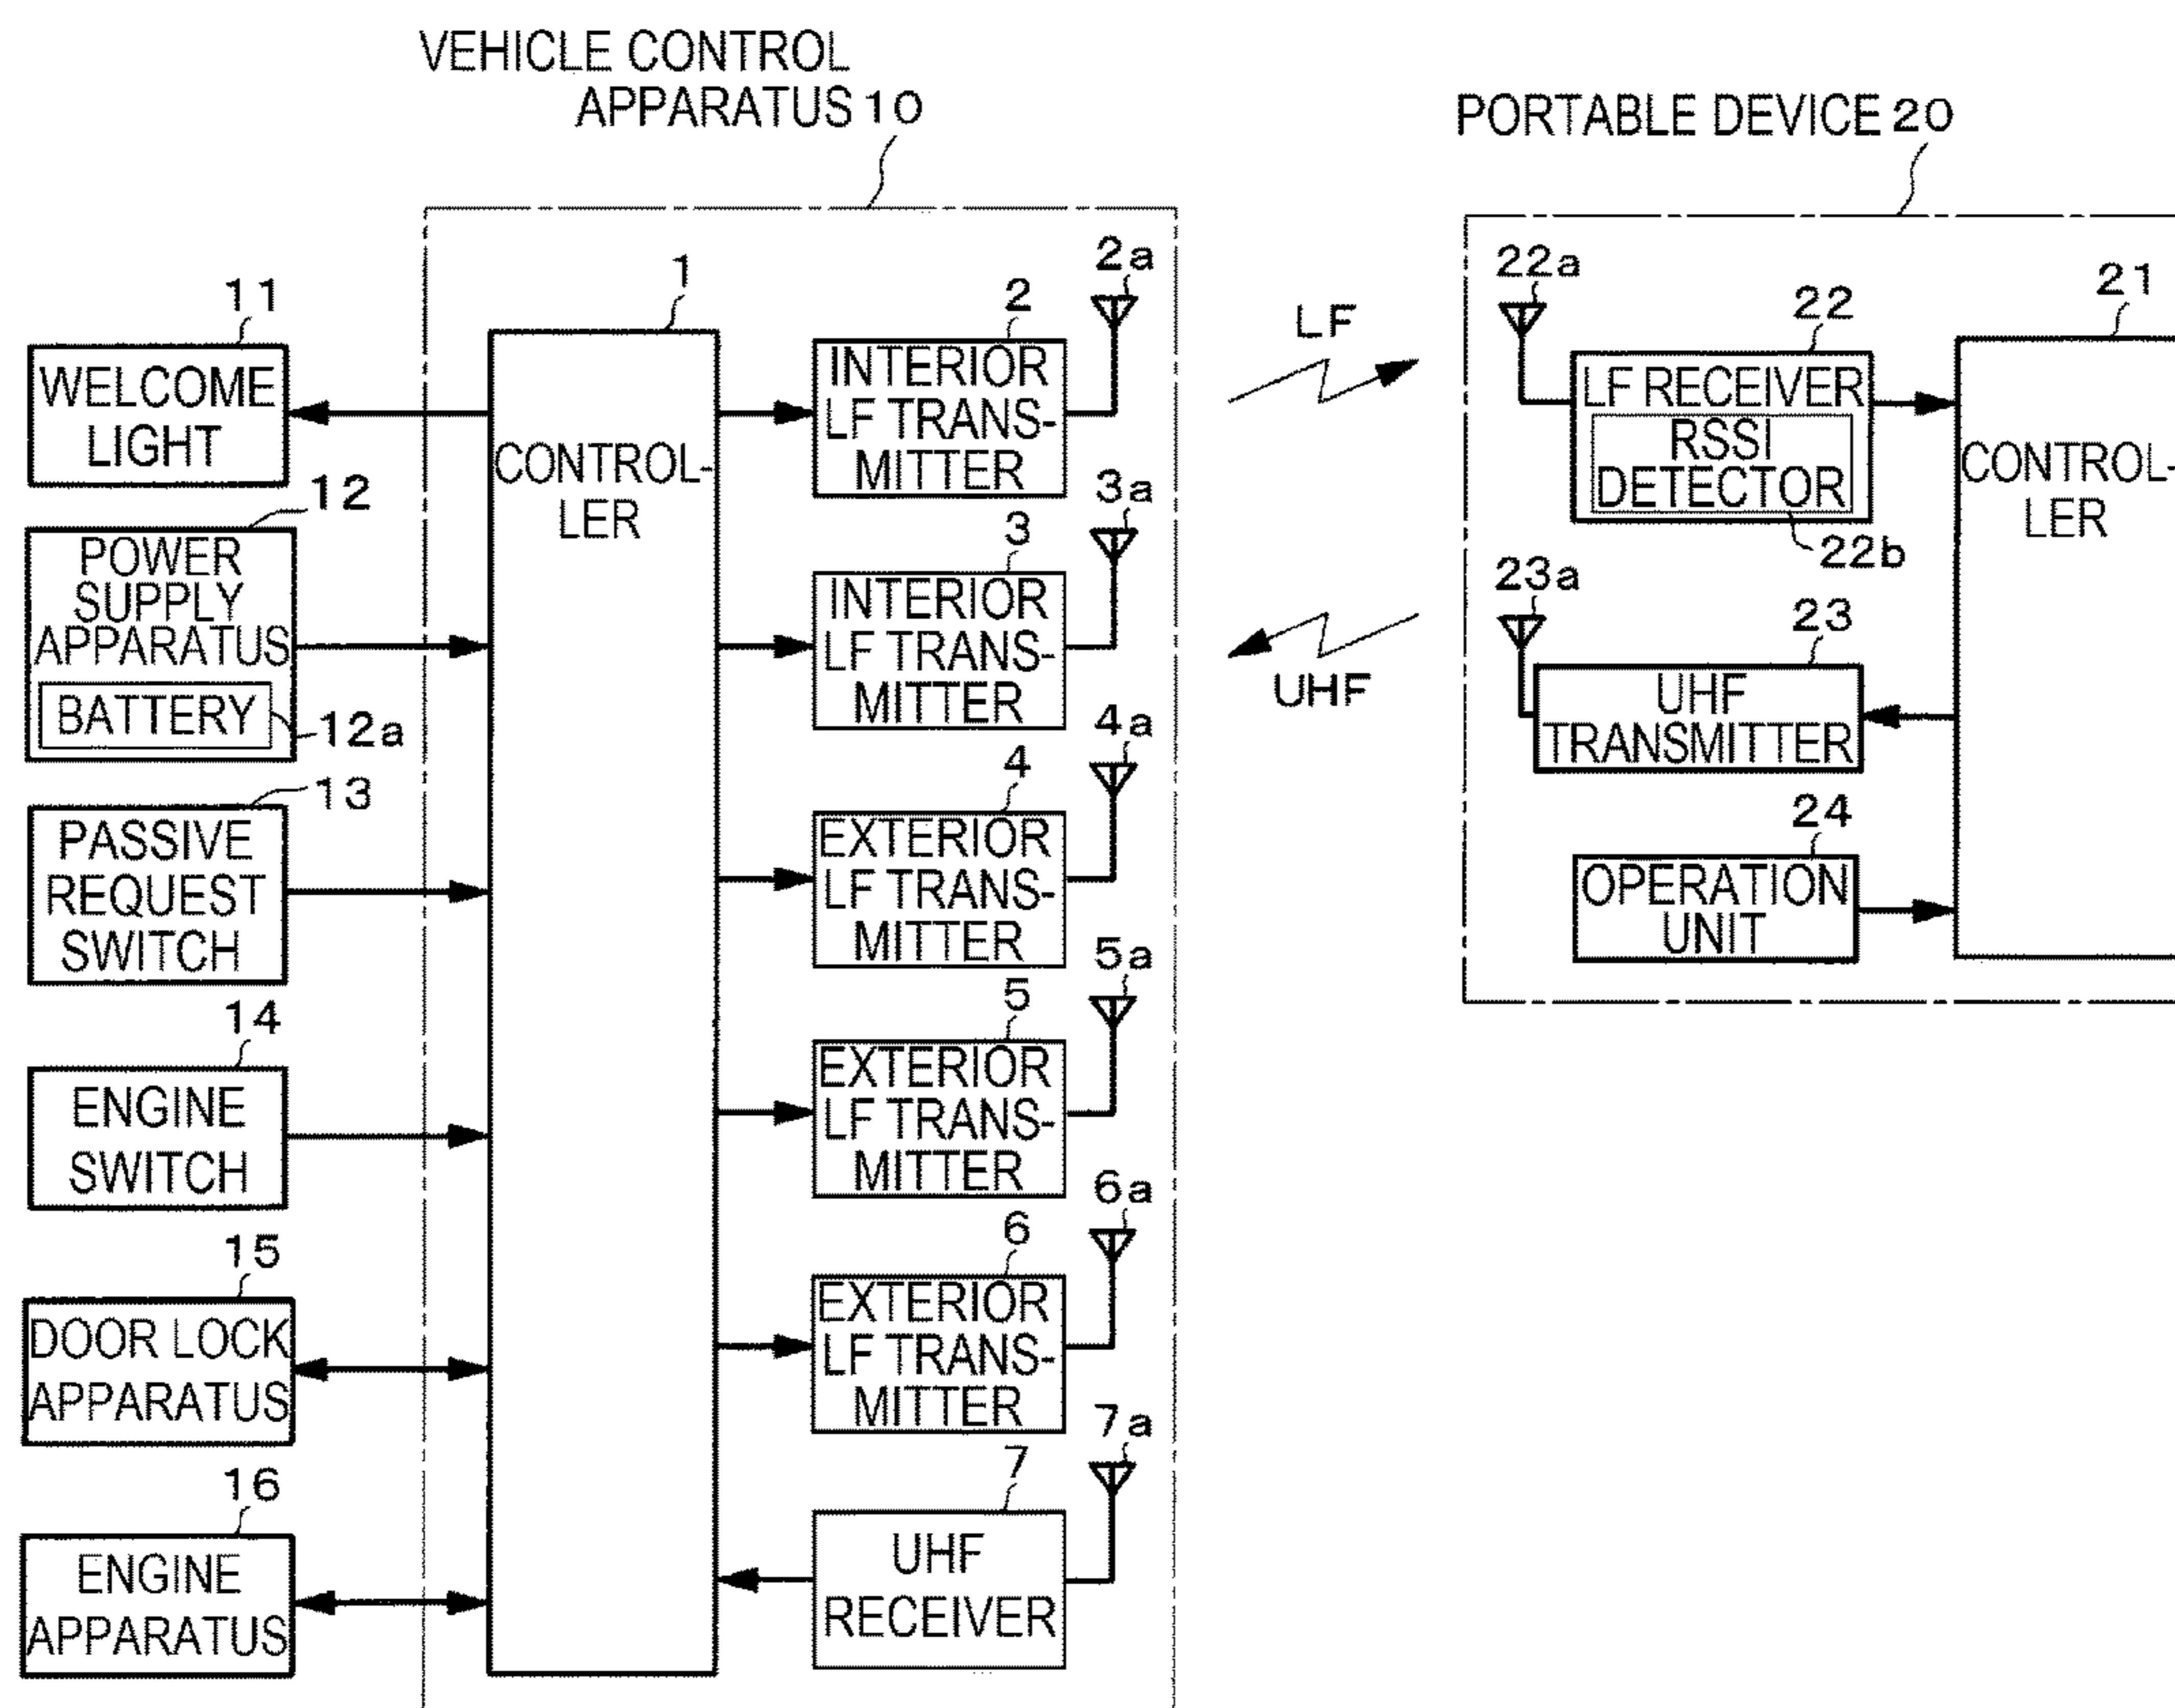 VEHICLE CONTROL
APPARATUS 10
PORTABLE DEVICE 20
11
WELCOME
LIGHT
12
POWER
SUPPLY
APPARATUS
BATTERY
12a
13
PASSIVE
REQUEST
SWITCH
14
ENGINE
SWITCH
15
DOOR LOCK
APPARATUS
16
ENGINE
APPARATUS
1
CONTROL-
LER
2
2a
INTERIOR
LF TRANS-
MITTER
3
3a
INTERIOR
LF TRANS-
MITTER
4
4a
EXTERIOR
LF TRANS-
MITTER
5
5a
EXTERIOR
LF TRANS-
MITTER
6
6a
EXTERIOR
LF TRANS-
MITTER
7
7a
UHF
RECEIVER
LF
UHF
22a
22
LF RECEIVER
RSSI
DETECTOR
22b
23a
23
UHF
TRANSMITTER
24
OPERATION
UNIT
21
CONTROL-
LER